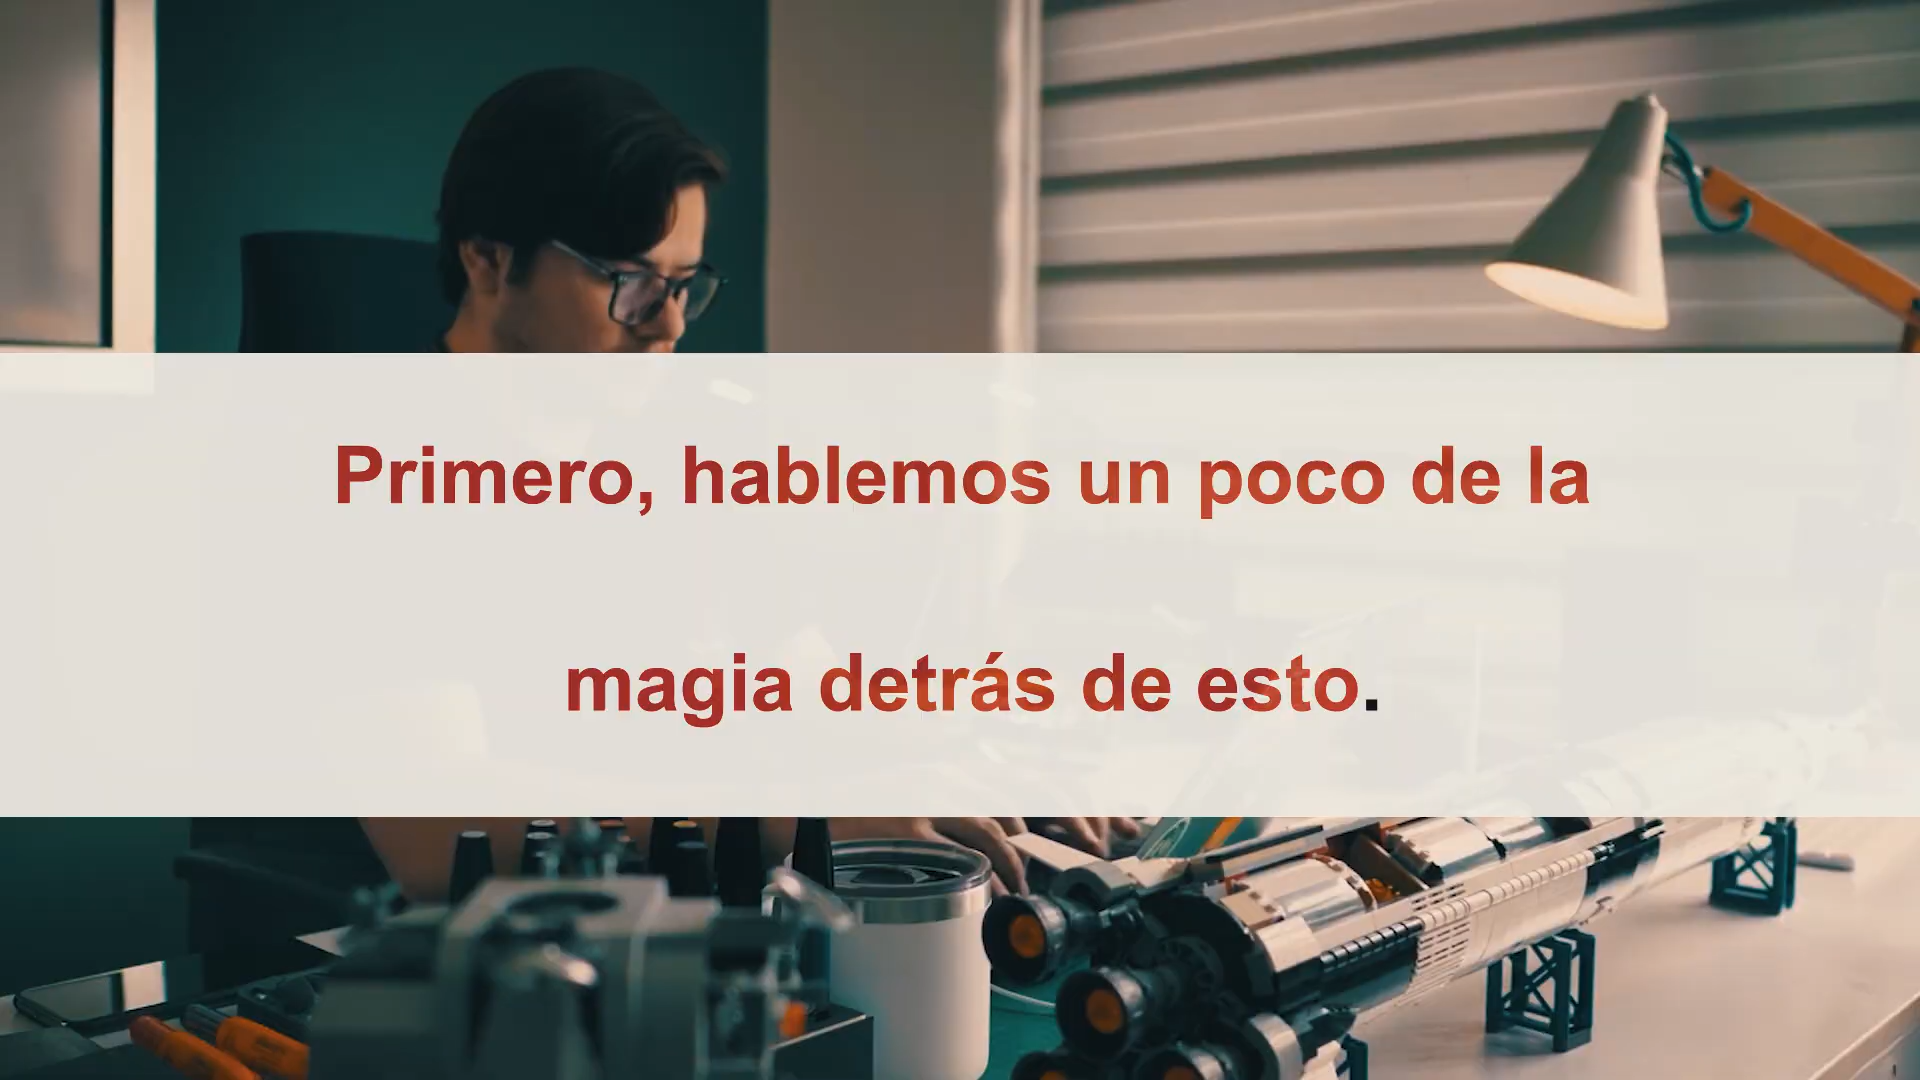 Primero, hablemos un poco de la
magia detrás de esto.